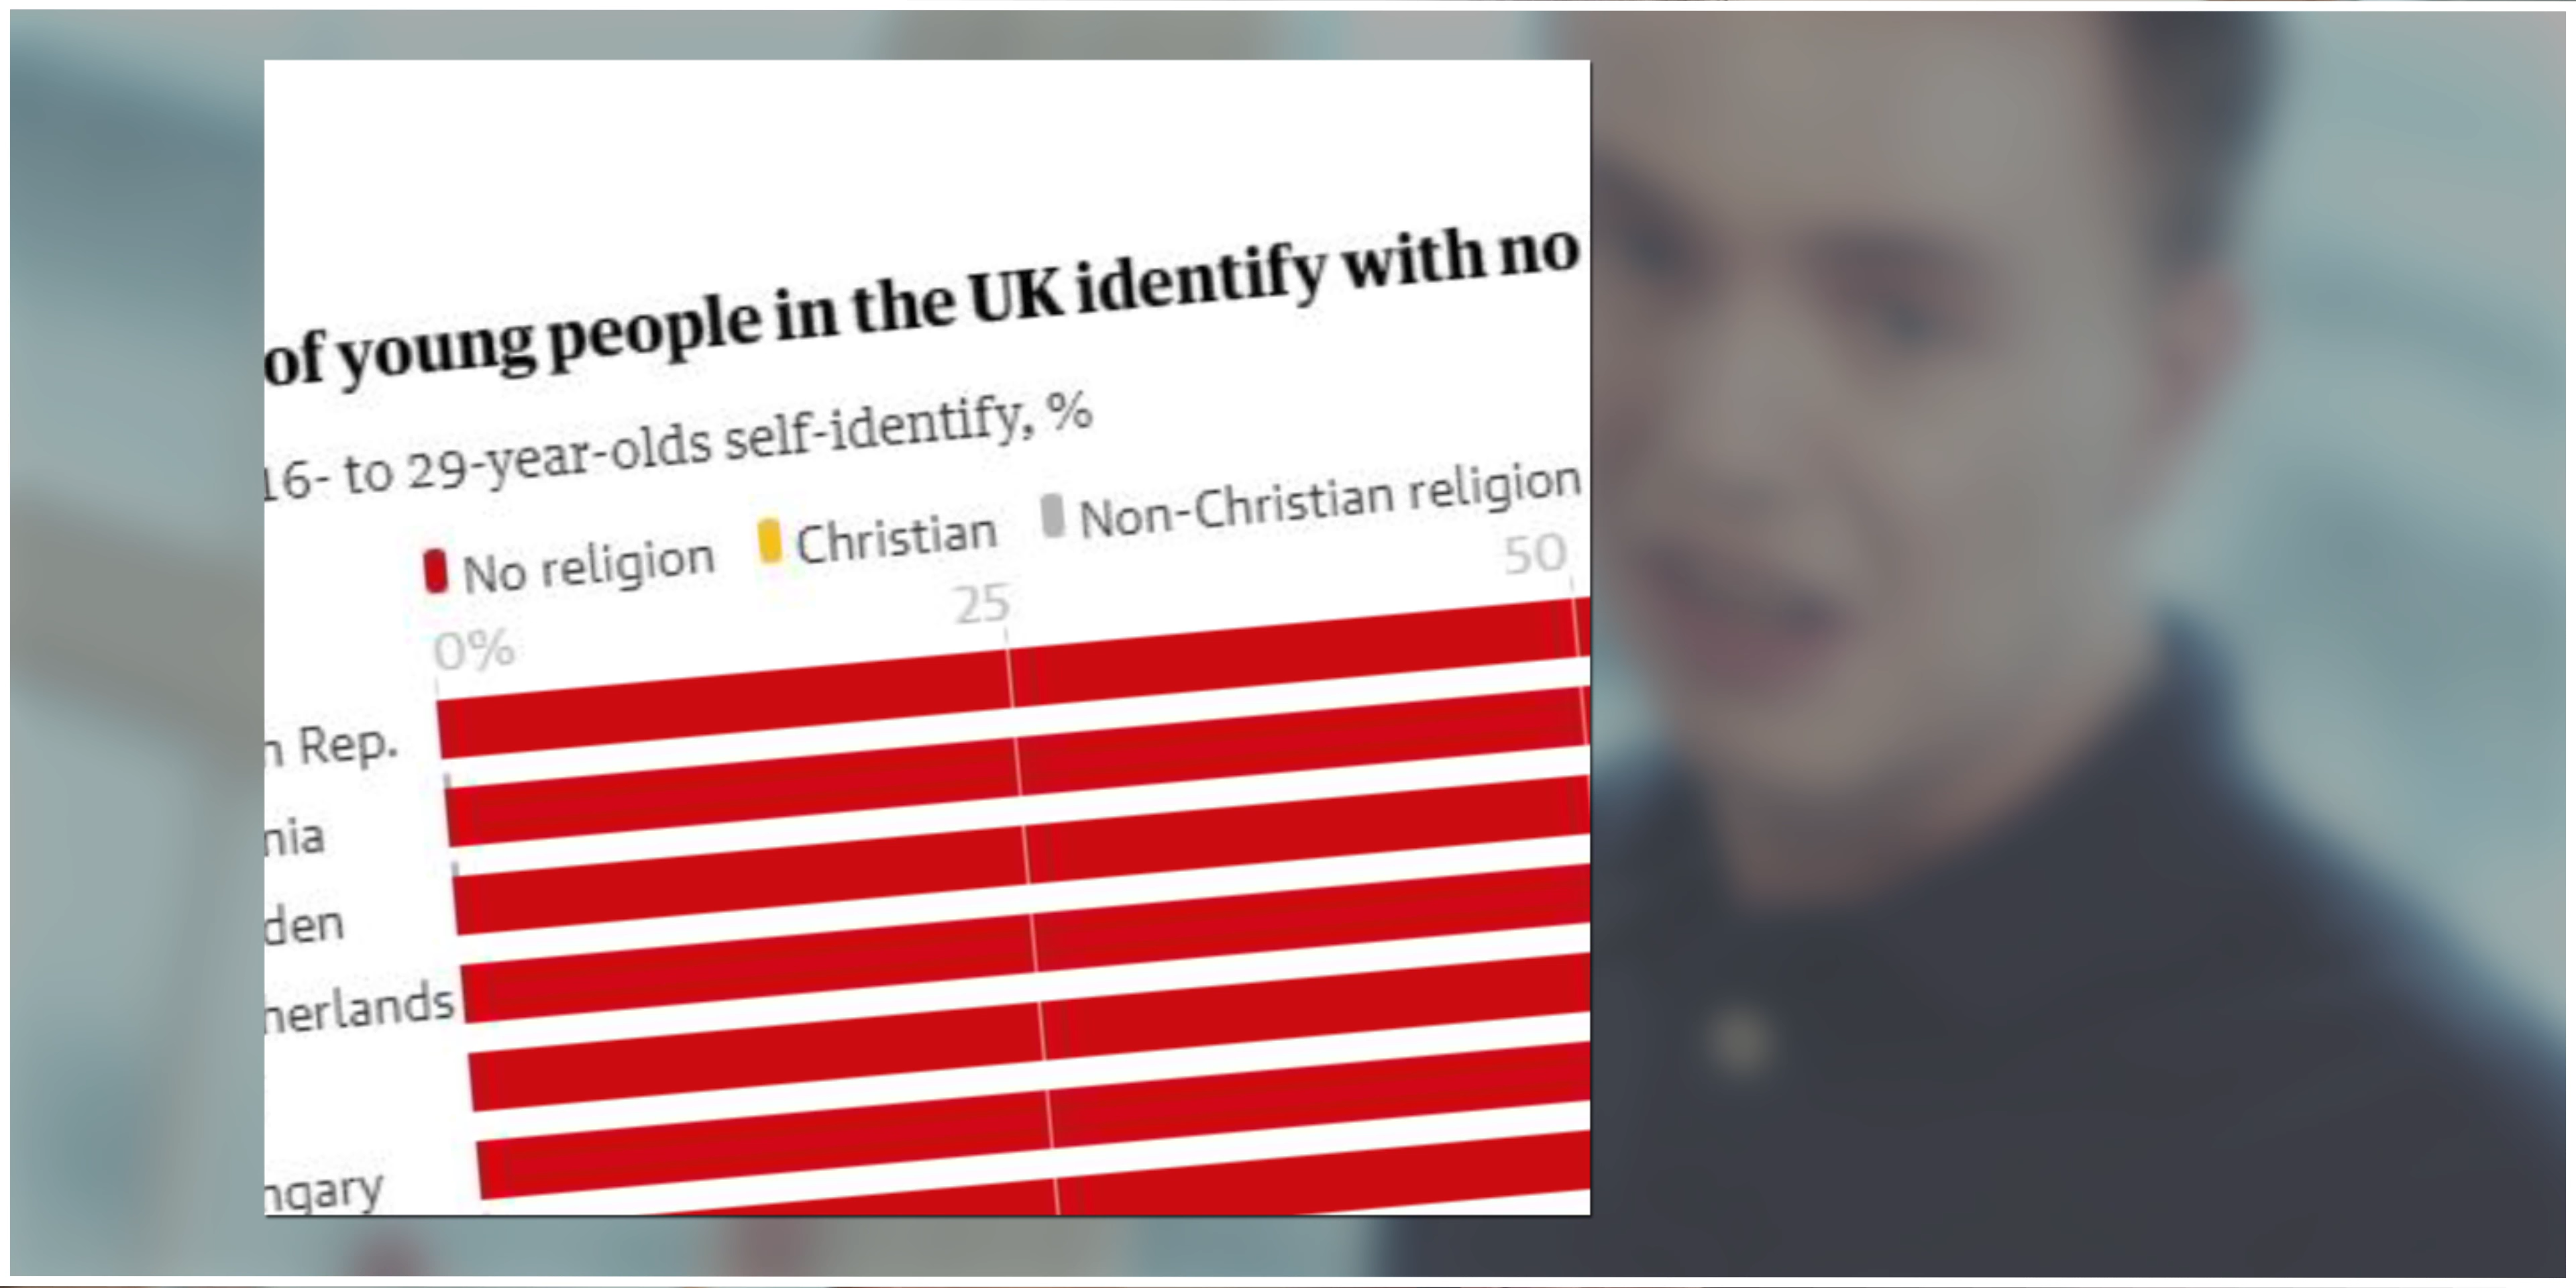 of young people in the UK identify with no
16- to 29-year-olds self-identify, %
No religion Christian Non-Christian religion
0% 25 50
n Rep.
nia
den
herlands
ngary